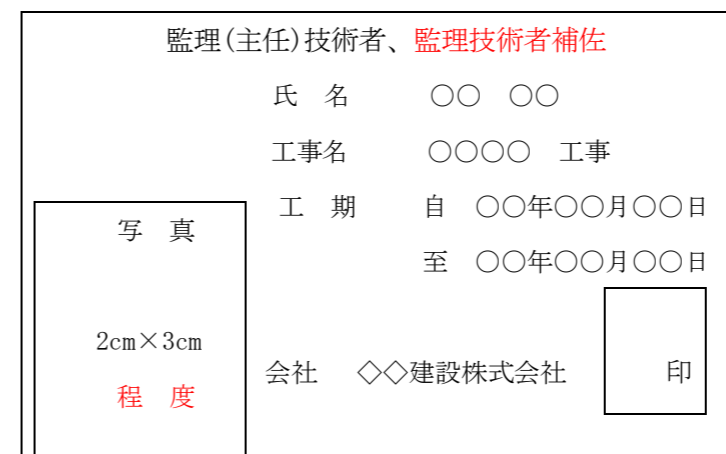 監理(主任)技術者、監理技術者補佐
氏　名　　　○○　○○
工事名　　　○○○○　工事
工　期　　　自　○○年○○月○○日
至　○○年○○月○○日
写　真
2cm×3cm
程　度
会社　◇◇建設株式会社
印